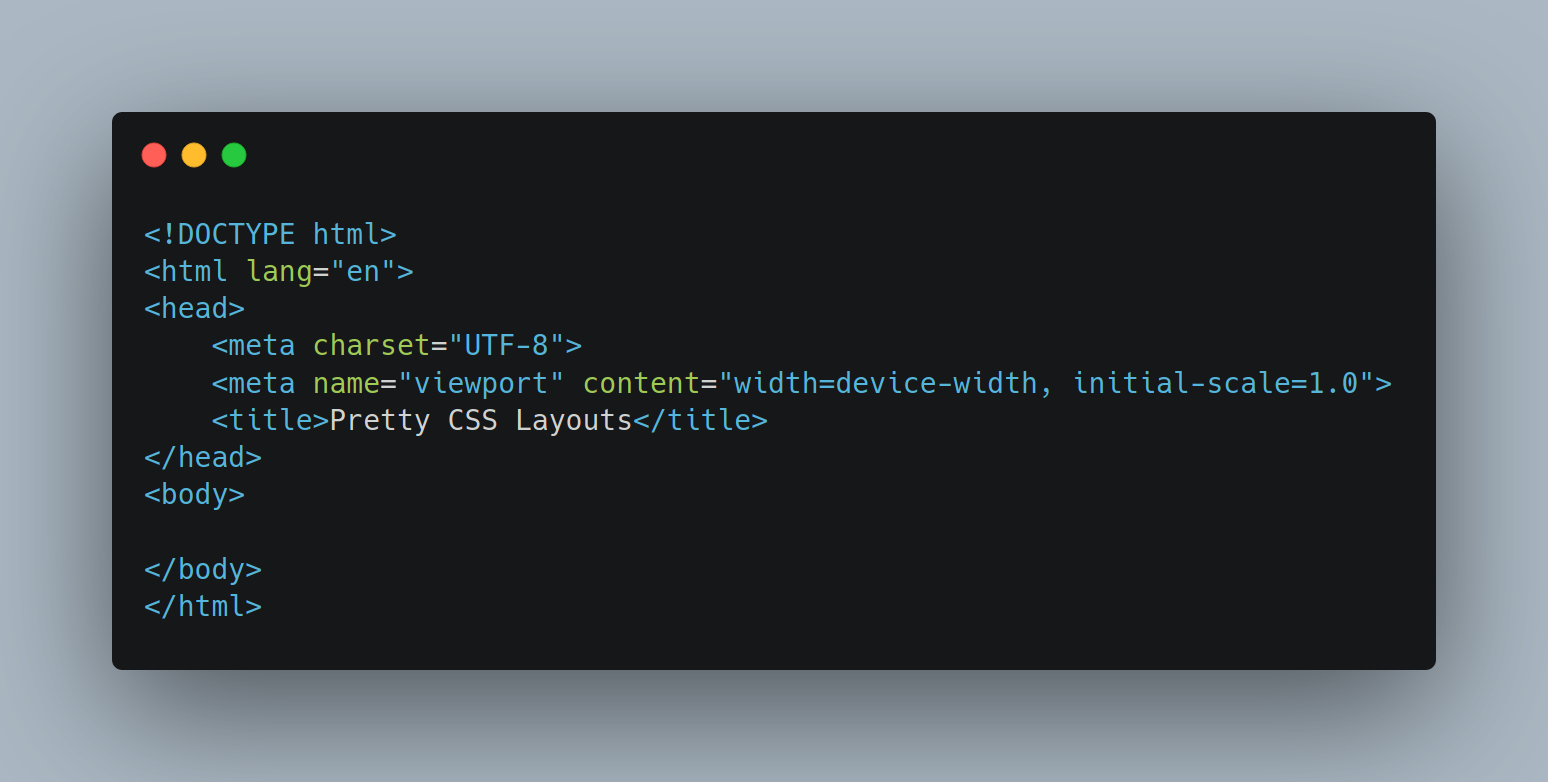 <!DOCTYPE html>
<html lang="en">
<head>
    <meta charset="UTF-8">
    <meta name="viewport" content="width=device-width, initial-scale=1.0">
    <title>Pretty CSS Layouts</title>
</head>
<body>

</body>
</html>